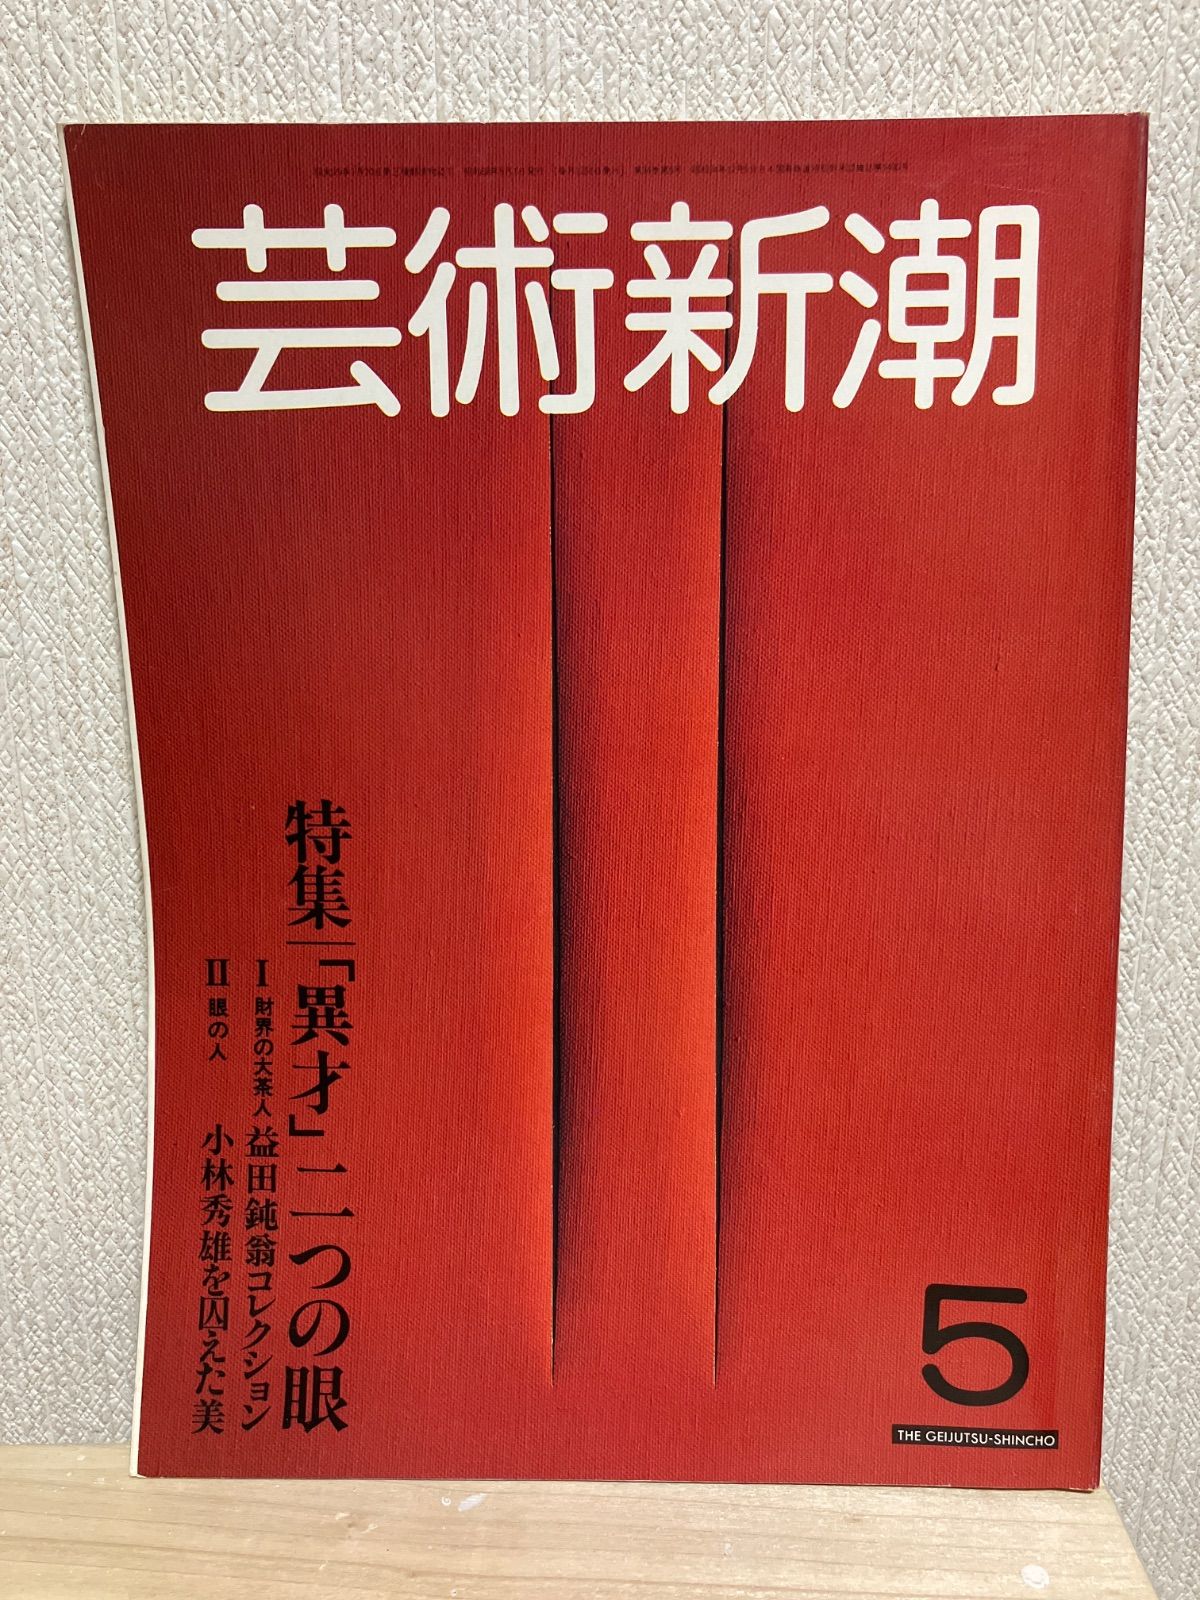 芸術新潮
特集|「異才」二つの眼
I 財界の大茶人 益田鈍翁コレクション
II 眼の人 小林秀雄を囚えた美
5
THE GEIJUTSU-SHINCHO